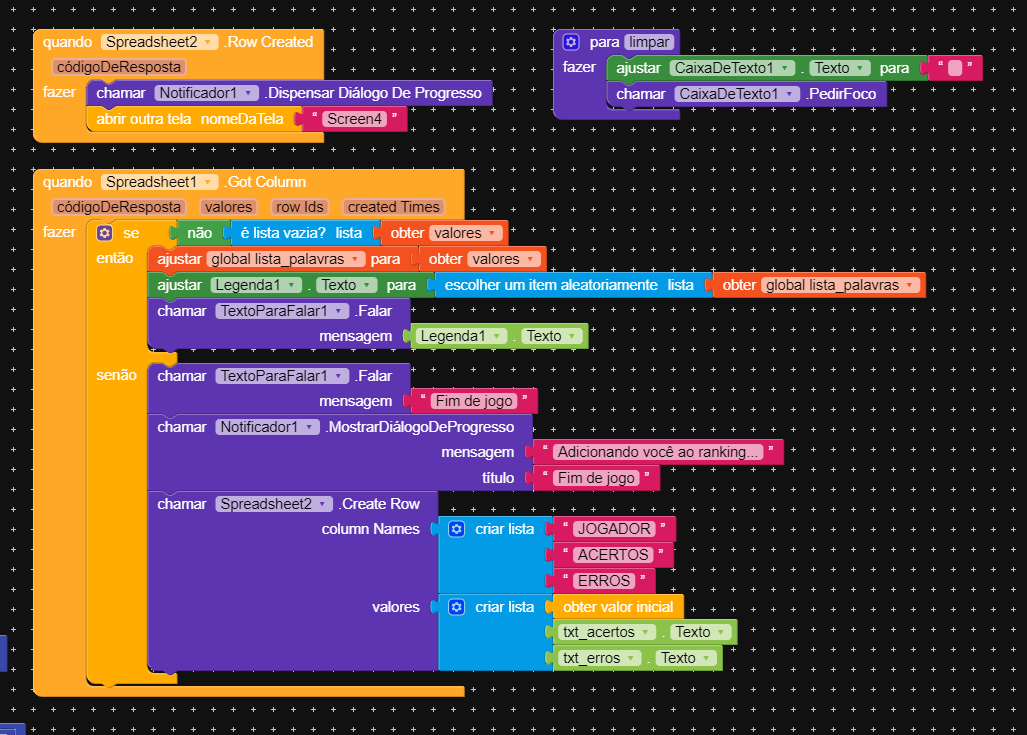 quando Spreadsheet2 .Row Created
códigoDeResposta
fazer chamar Notificador1 .Dispensar Diálogo De Progresso
abrir outra tela nomeDaTela " Screen4 "
para limpar
fazer ajustar CaixaDeTexto1 . Texto para " "
chamar CaixaDeTexto1 .PedirFoco
quando Spreadsheet1 .Got Column
códigoDeResposta valores row Ids created Times
fazer se não é lista vazia? lista obter valores
então ajustar global lista_palavras para obter valores
ajustar Legenda1 . Texto para escolher um item aleatoriamente lista obter global lista_palavras
chamar TextoParaFalar1 .Falar
mensagem Legenda1 . Texto
senão chamar TextoParaFalar1 .Falar
mensagem " Fim de jogo "
chamar Notificador1 .MostrarDiálogoDeProgresso
mensagem " Adicionando você ao ranking... "
título " Fim de jogo "
chamar Spreadsheet2 .Create Row
column Names criar lista " JOGADOR "
" ACERTOS "
" ERROS "
valores criar lista obter valor inicial
txt_acertos . Texto
txt_erros . Texto